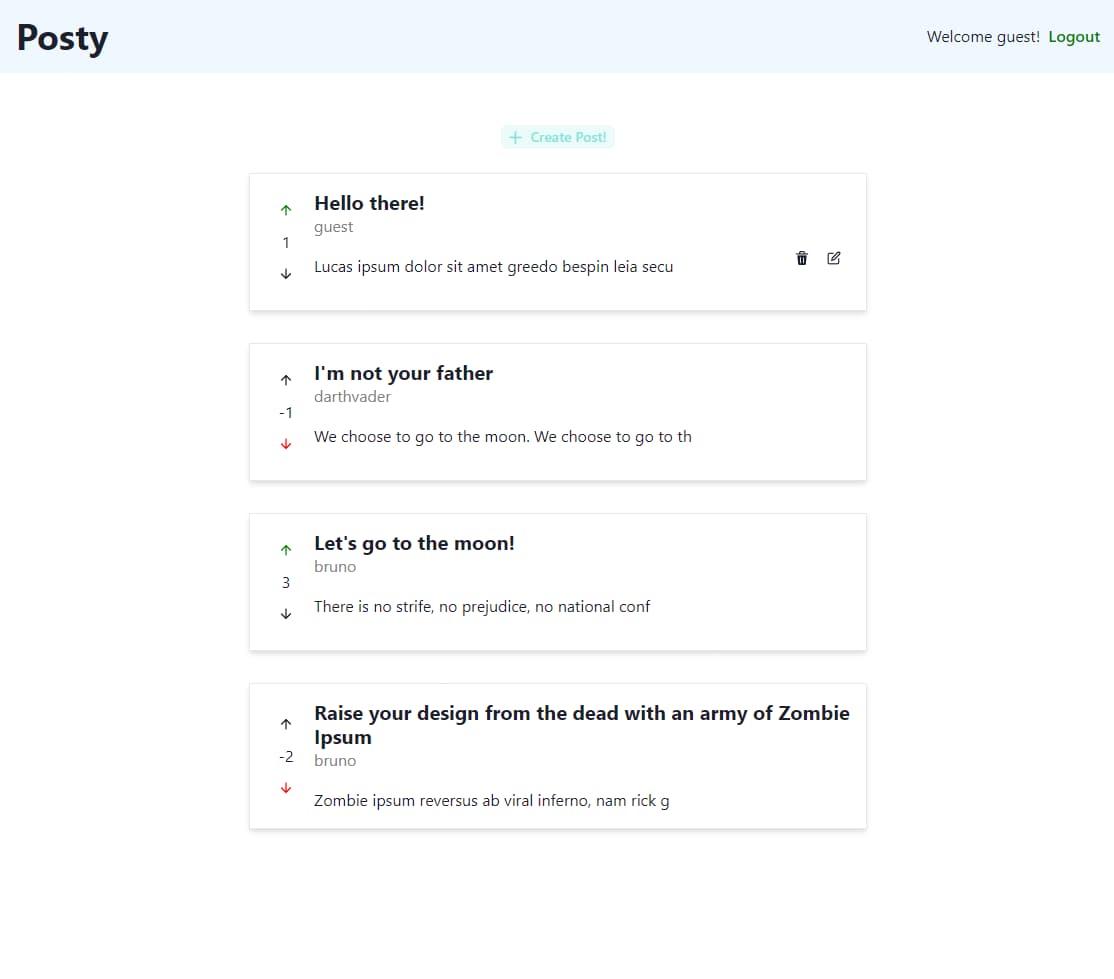 Posty
Welcome guest! Logout
Create Post!
Hello there!
guest
1
Lucas ipsum dolor sit amet greedo bespin leia secu
I'm not your father
darthvader
-1
We choose to go to the moon. We choose to go to th
Let's go to the moon!
bruno
3
There is no strife, no prejudice, no national conf
Raise your design from the dead with an army of Zombie
Ipsum
bruno
-2
Zombie ipsum reversus ab viral inferno, nam rick g